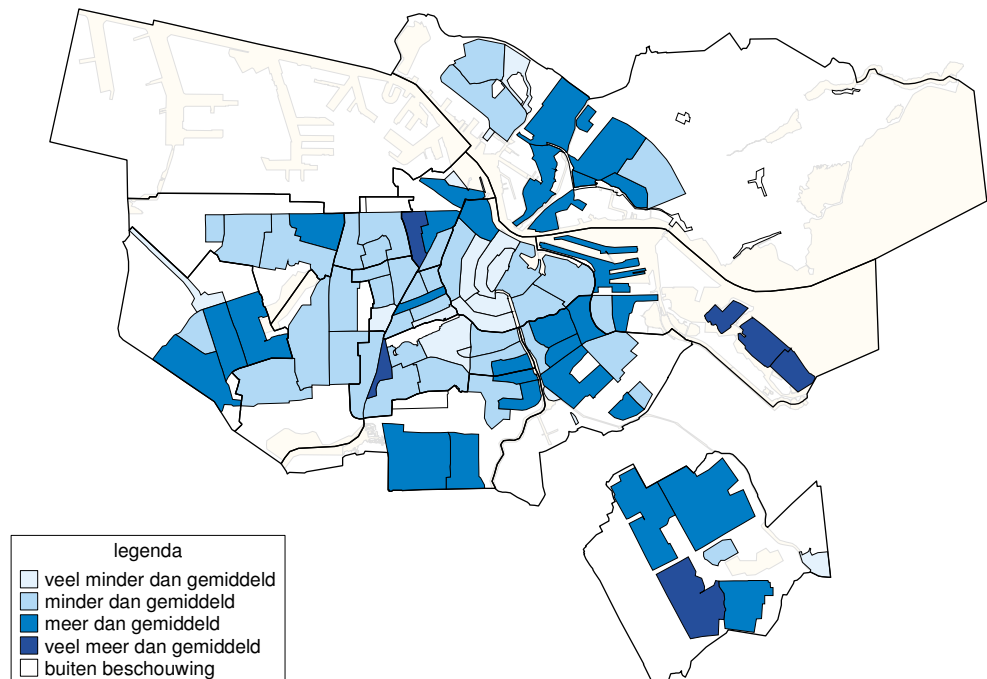 legenda
veel minder dan gemiddeld
minder dan gemiddeld
meer dan gemiddeld
veel meer dan gemiddeld
buiten beschouwing